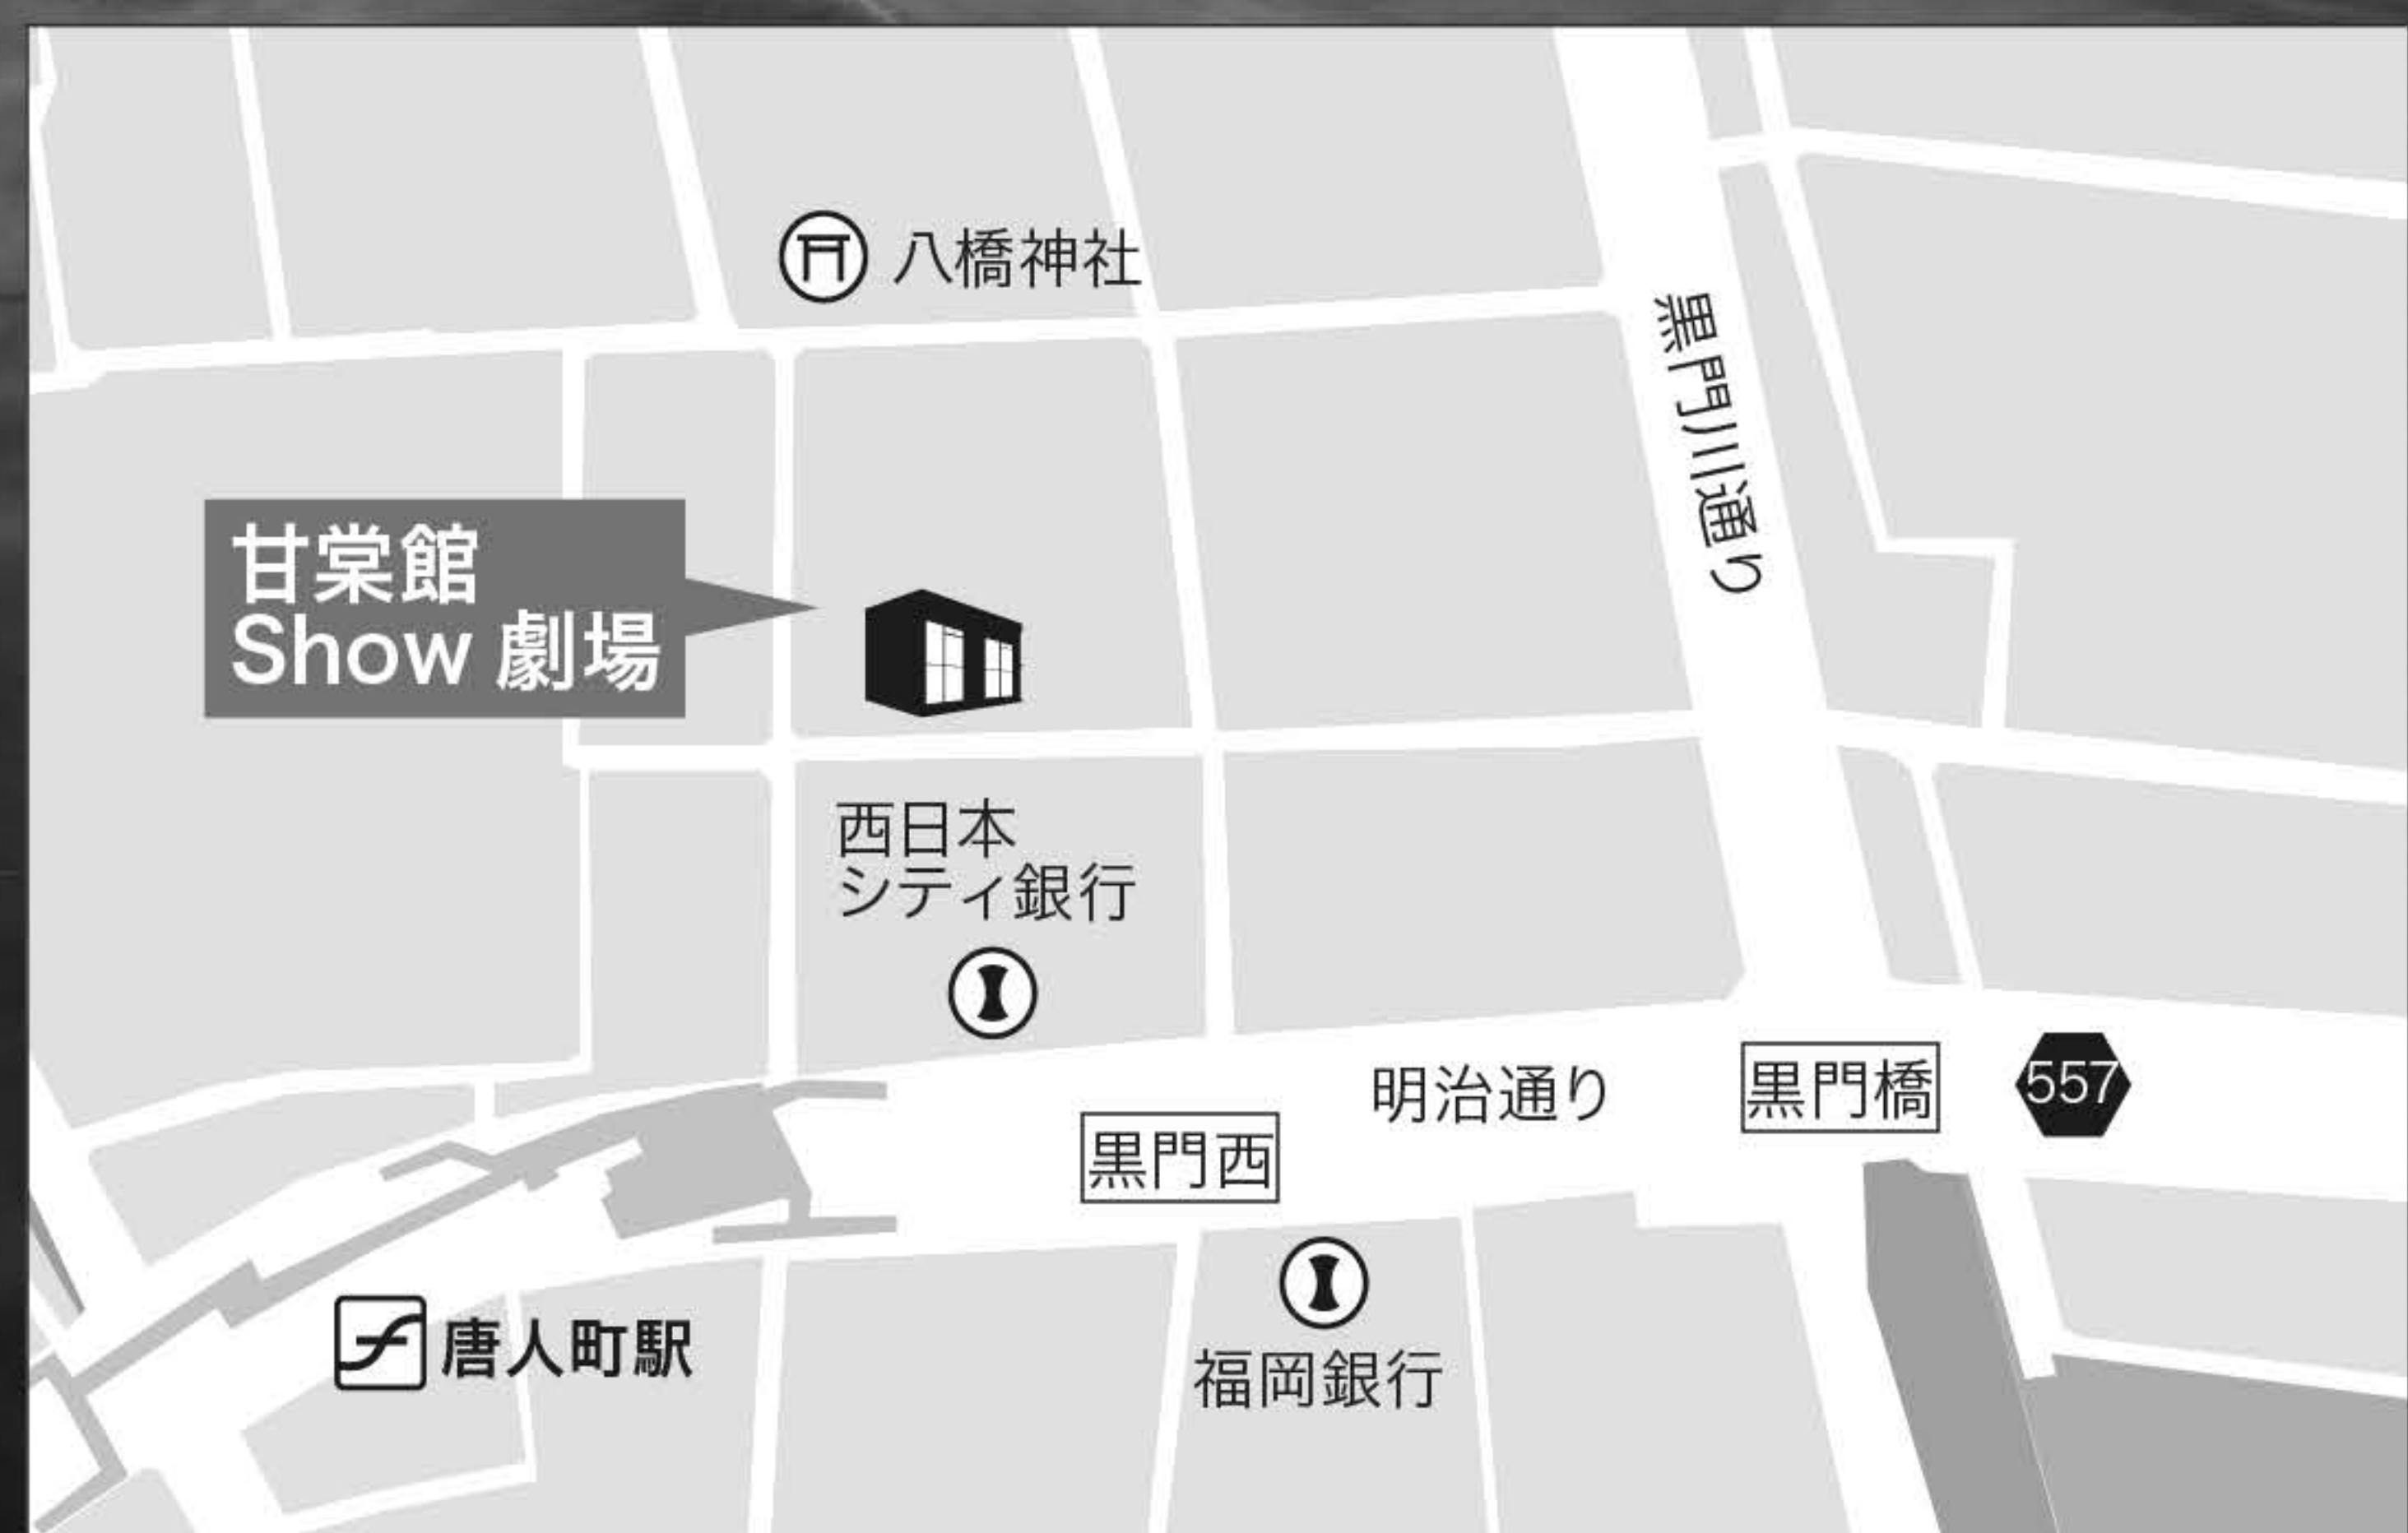 八橋神社
黒門川通り
甘棠館
Show 劇場
西日本
シティ銀行
明治通り
黒門橋
557
黒門西
唐人町駅
福岡銀行